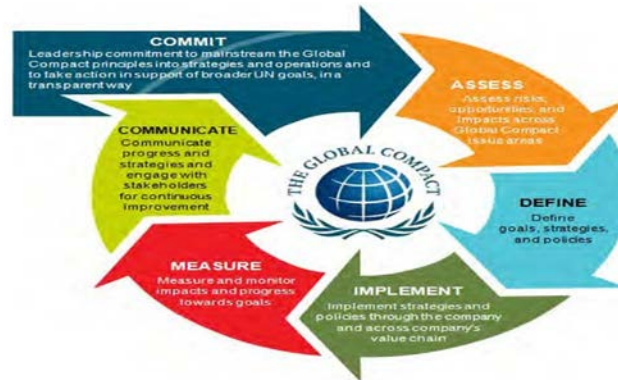 COMMIT
Leadership commitment to mainstream the Global
Compact principles into strategies and operations and
to take action in support of broader UN goals, in a
transparent way
ASSESS
Assess risks,
opportunities, and
Impacts across
Global Compact
issue areas
DEFINE
Define
goals, strategies,
and policies
IMPLEMENT
Implement strategies and
policies through the company
and across company's
value chain
MEASURE
Measure and monitor
impacts and progress
towards goals
COMMUNICATE
Communicate
progress and
strategies and
engage with
stakeholders
for continuous
improvement
THE GLOBAL COMPACT